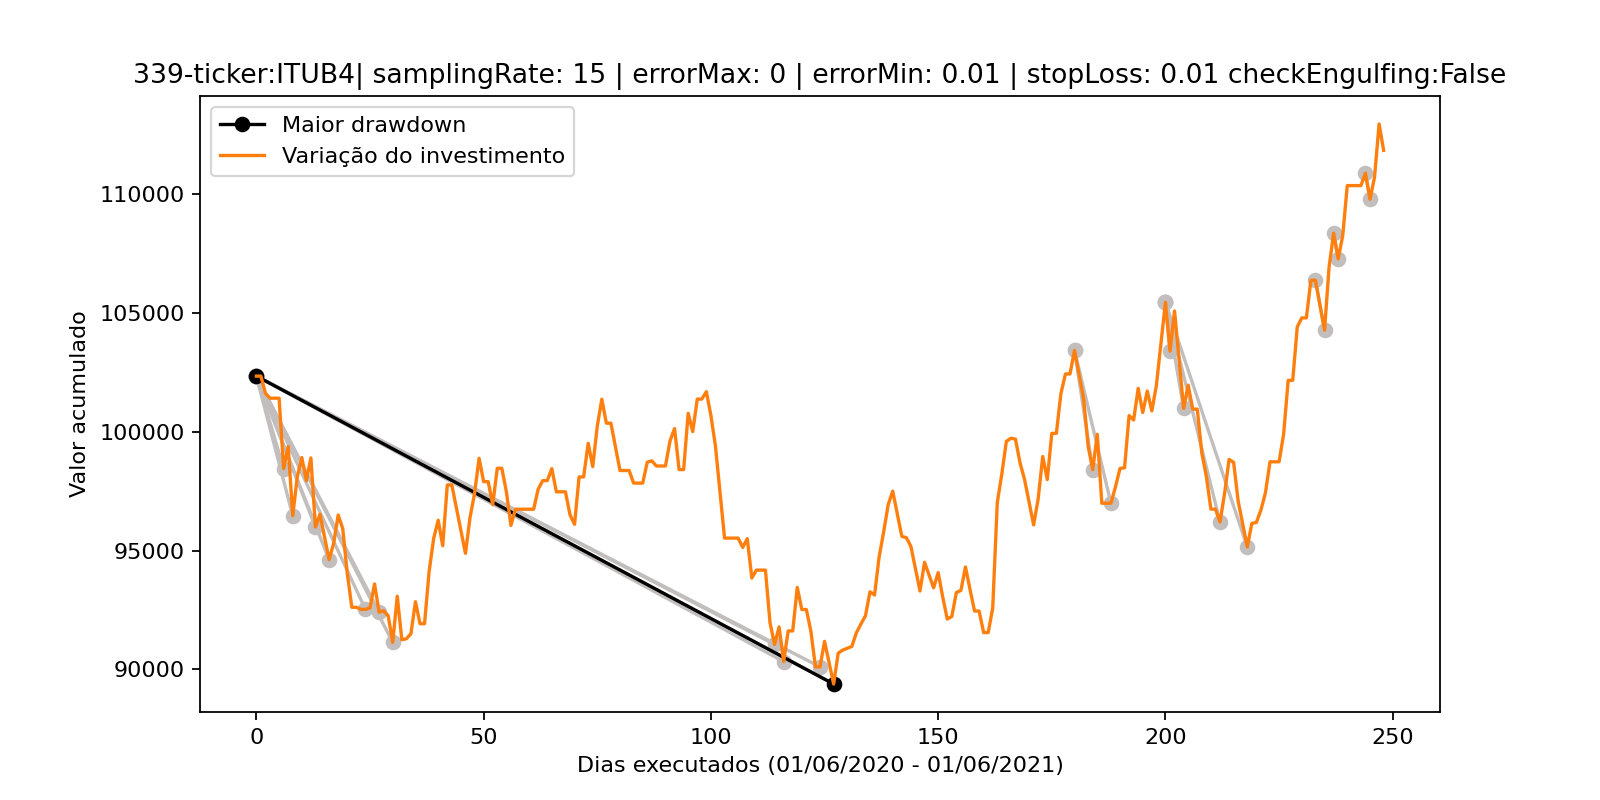 339-ticker:ITUB4| samplingRate: 15 | errorMax: 0 | errorMin: 0.01 | stopLoss: 0.01 checkEngulfing:False
Maior drawdown
Variação do investimento
Valor acumulado
110000
105000
100000
95000
90000
0 50 100 150 200 250
Dias executados (01/06/2020 - 01/06/2021)